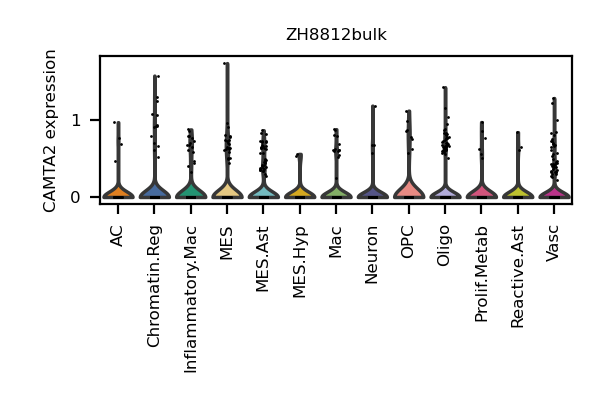 ZH8812bulk
CAMTA2 expression
1
0
AC
Chromatin.Reg
Inflammatory.Mac
MES
MES.Ast
MES.Hyp
Mac
Neuron
OPC
Oligo
Prolif.Metab
Reactive.Ast
Vasc